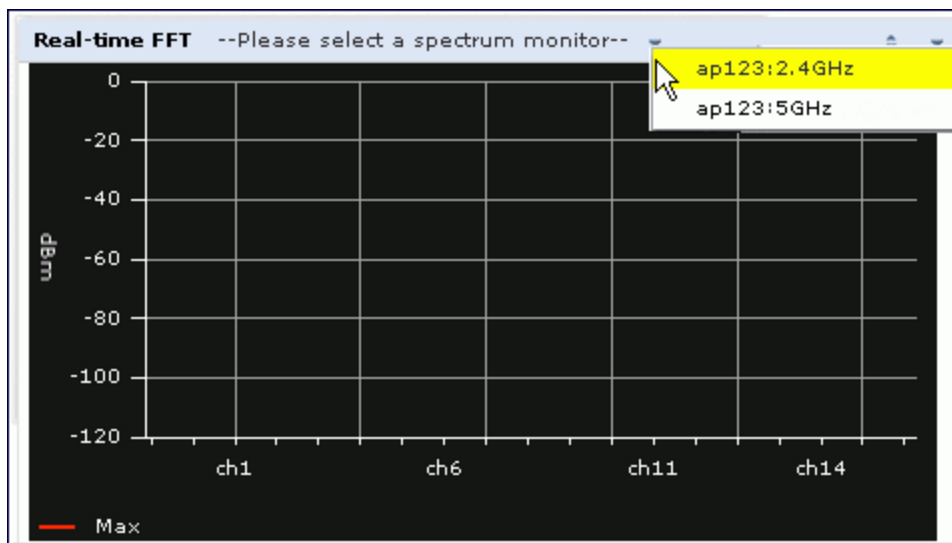 Real-time FFT --Please select a spectrum monitor--
ap123:2.4GHz
ap123:5GHz
0
-20
-40
-60
-80
-100
-120
dBm
ch1 ch6 ch11 ch14
Max